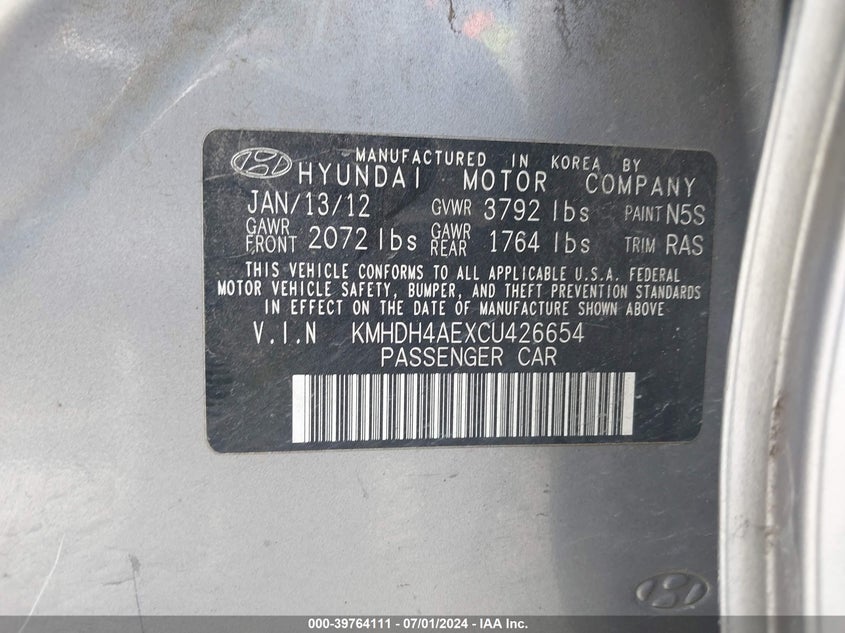 MANUFACTURED IN KOREA BY
HYUNDAI MOTOR COMPANY
JAN/13/12 GVWR 3792 lbs PAINT N5S
GAWR FRONT 2072 lbs GAWR REAR 1764 lbs TRIM RAS
THIS VEHICLE CONFORMS TO ALL APPLICABLE U.S.A. FEDERAL
MOTOR VEHICLE SAFETY, BUMPER, AND THEFT PREVENTION STANDARDS
IN EFFECT ON THE DATE OF MANUFACTURE SHOWN ABOVE
V.I.N KMHDH4AEXCU426654
PASSENGER CAR
000-39764111 - 07/01/2024 - IAA Inc.